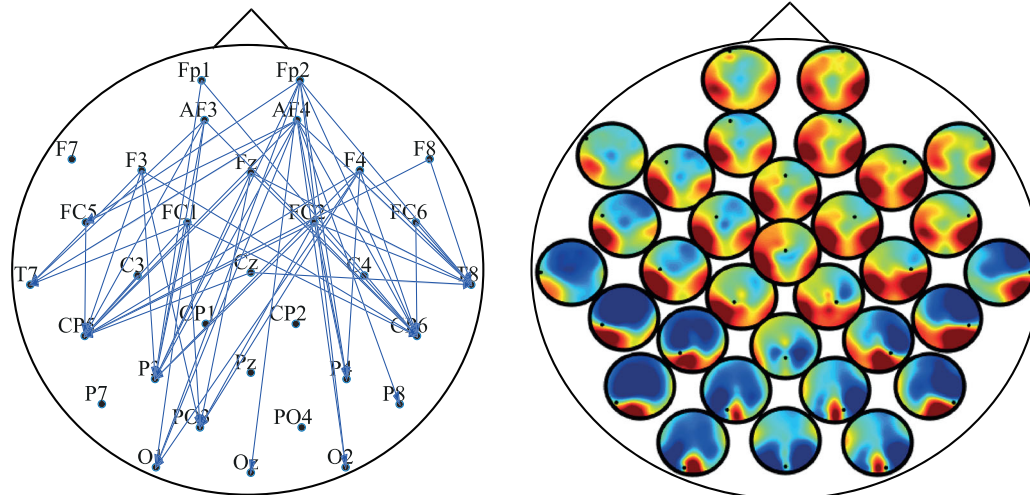 Fp1 Fp2
AF3 AF4
F7 F3 Fz F4 F8
FC5 FC1 FC2 FC6
T7 C3 Cz C4 T8
CP5 CP1 CP2 CP6
P7 P3 Pz P4 P8
PO3 PO4
O1 Oz O2